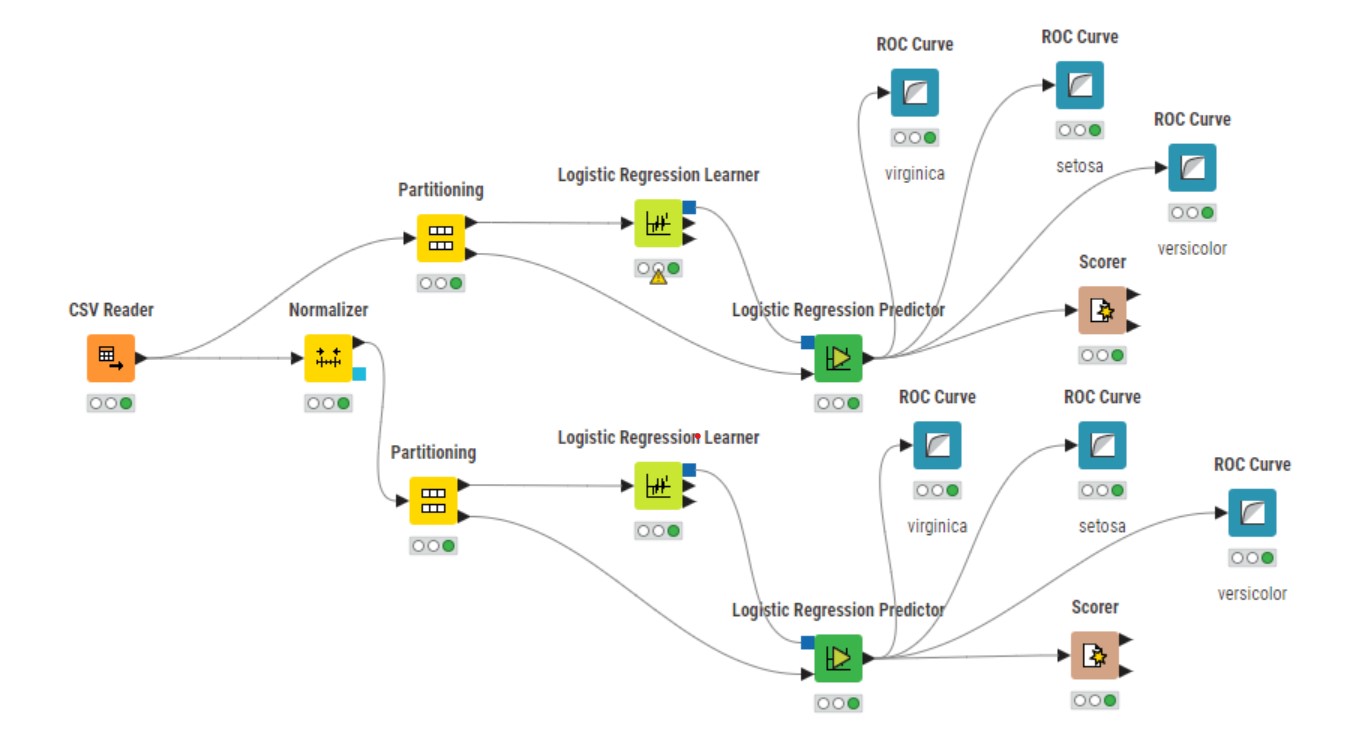 ROC Curve
ROC Curve
ROC Curve
virginica
setosa
versicolor
Logistic Regression Learner
Partitioning
Scorer
CSV Reader
Normalizer
Logistic Regression Predictor
ROC Curve
ROC Curve
ROC Curve
virginica
setosa
versicolor
Logistic Regression Learner
Partitioning
Logistic Regression Predictor
Scorer